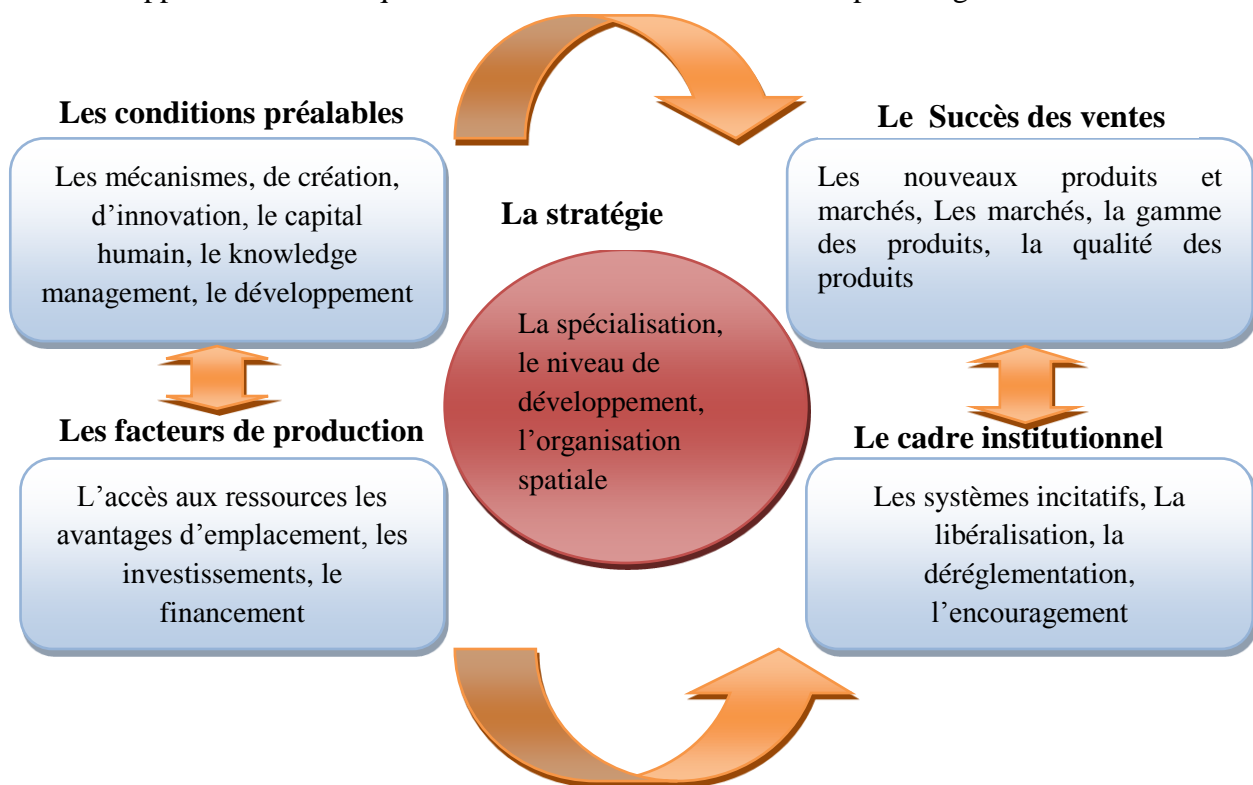 Les conditions préalables
Les mécanismes, de création,
d’innovation, le capital
humain, le knowledge
management, le développement
Le Succès des ventes
Les nouveaux produits et
marchés, Les marchés, la gamme
des produits, la qualité des
produits
La stratégie
La spécialisation,
le niveau de
développement,
l’organisation
spatiale
Les facteurs de production
L’accès aux ressources les
avantages d’emplacement, les
investissements, le
financement
Le cadre institutionnel
Les systèmes incitatifs, La
libéralisation, la
déréglementation,
l’encouragement